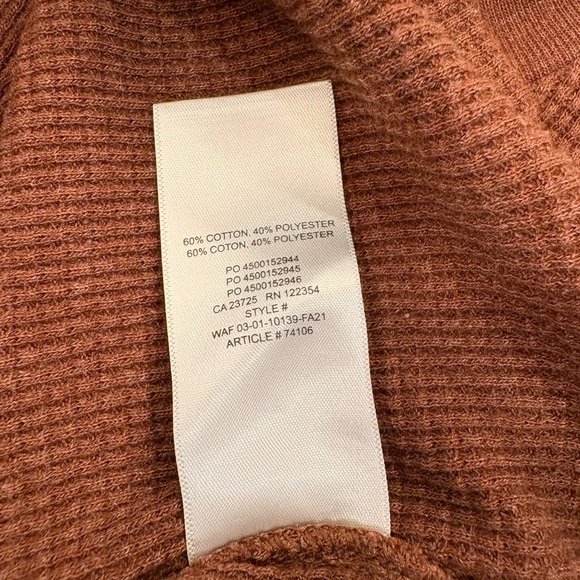 60% COTTON, 40% POLYESTER
60% COTON, 40% POLYESTER
PO 4500152944
PO 4500152945
PO 4500152946
CA 23725 RN 122354
STYLE #
WAF 03-01-10139-FA21
ARTICLE # 74106